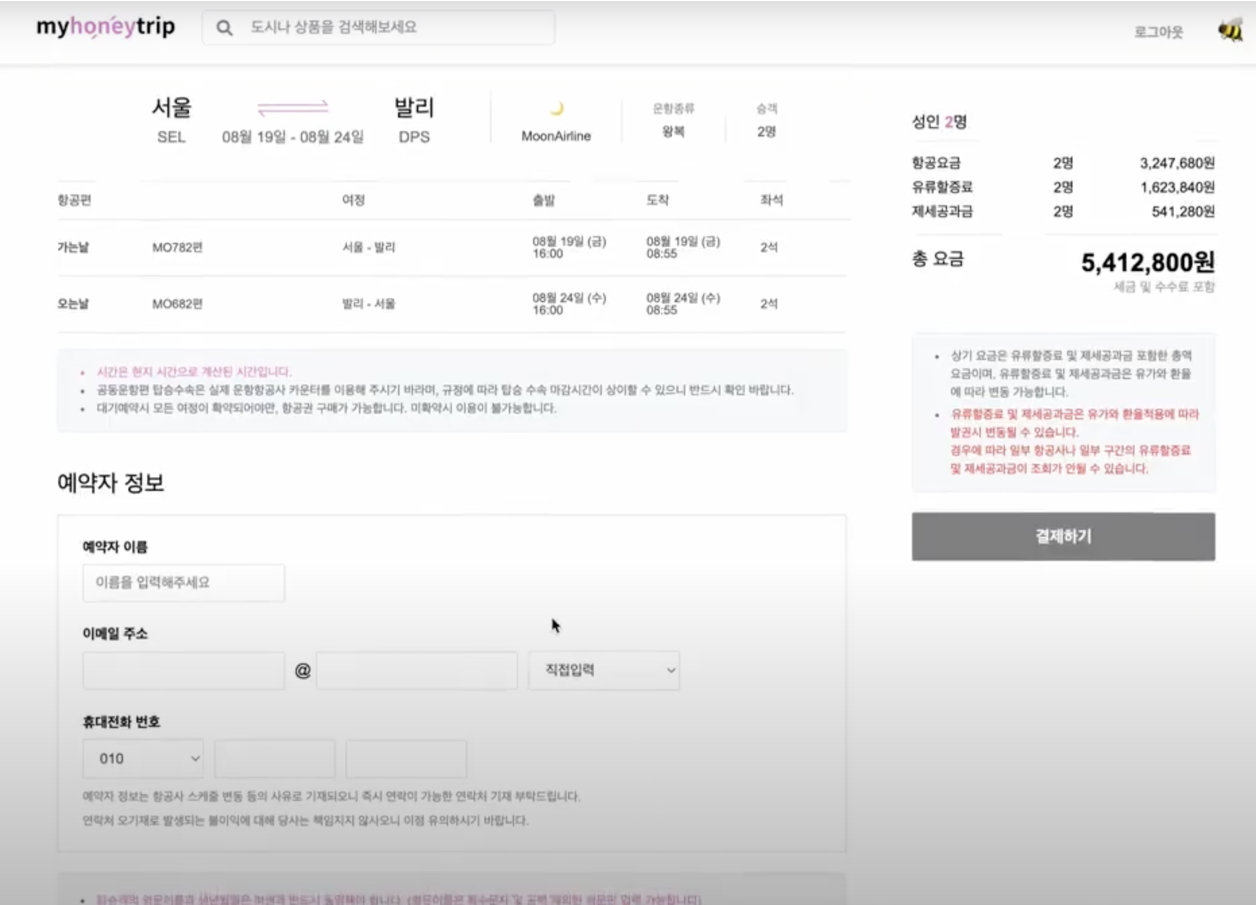 myhoneytrip
도시나 상품을 검색해보세요
로그아웃
서울
발리
SEL
08월 19일 - 08월 24일
DPS
MoonAirline
운항종류
왕복
승객
2명
항공편
여정
출발
도착
좌석
가는날
MO782편
서울 - 발리
08월 19일 (금)
16:00
08월 19일 (금)
08:55
2석
오는날
MO682편
발리 - 서울
08월 24일 (수)
16:00
08월 24일 (수)
08:55
2석
시간은 현지 시간으로 계산된 시간입니다.
공동운항편 탑승수속은 실제 운항항공사 카운터를 이용해 주시기 바라며, 규정에 따라 탑승 수속 마감시간이 상이할 수 있으니 반드시 확인 바랍니다.
대기예약시 모든 여정이 확약되어야만, 항공권 구매가 가능합니다. 미확약시 이용이 불가능합니다.
예약자 정보
예약자 이름
이름을 입력해주세요
이메일 주소
@
직접입력
휴대전화 번호
010
예약자 정보는 항공사 스케줄 변동 등의 사유로 기재되오니 즉시 연락이 가능한 연락처 기재 부탁드립니다.
연락처 오기재로 발생되는 불이익에 대해 당사는 책임지지 않사오니 이점 유의하시기 바랍니다.
성인 2명
항공요금 2명 3,247,680원
유류할증료 2명 1,623,840원
제세공과금 2명 541,280원
총 요금 5,412,800원
세금 및 수수료 포함
상기 요금은 유류할증료 및 제세공과금 포함한 총액
요금이며, 유류할증료 및 제세공과금은 유가와 환율
에 따라 변동 가능합니다.
유류할증료 및 제세공과금은 유가와 환율적용에 따라
발권시 변동될 수 있습니다.
경우에 따라 일부 항공사나 일부 구간의 유류할증료
및 제세공과금이 조회가 안될 수 있습니다.
결제하기